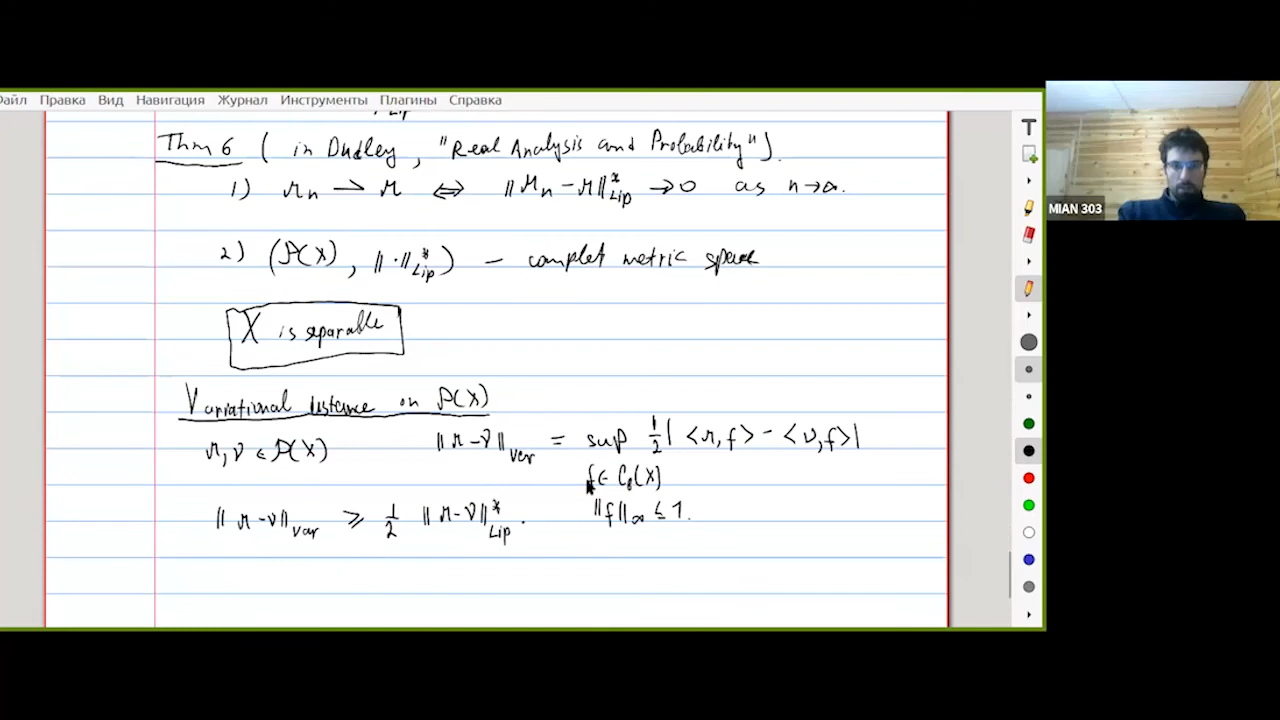 Файл Правка Вид Навигация Журнал Инструменты Плагины Справка
Thm 6 ( in Dudley, "Real Analysis and Probability").
1) μn ⇀ μ ⇔ ‖μn − μ‖*Lip → 0 as n→∞.
2) (P(X), ‖·‖*Lip) − complet metric space
X is separable
Variational distance on P(X)
μ, ν ∈ P(X) ‖μ−ν‖var = sup ½|<μ,f> − <ν,f>|
f∈ Cb(X)
‖f‖∞ ≤ 1.
‖μ−ν‖var ≥ ½ ‖μ−ν‖*Lip.
MIAN 303